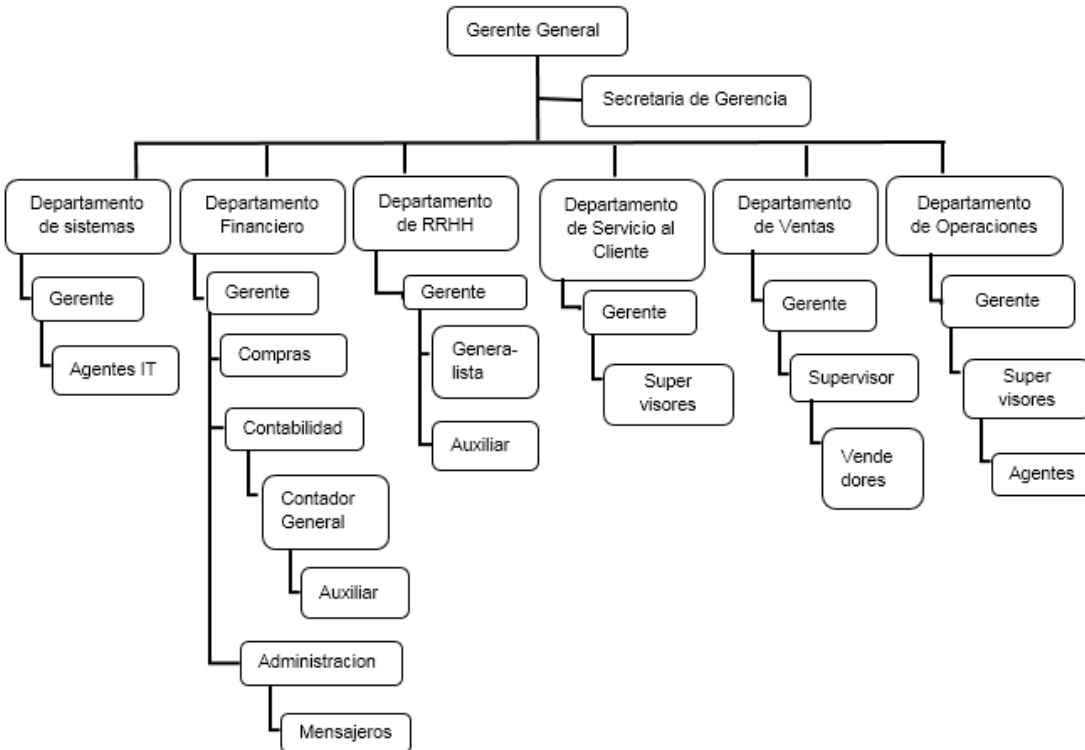 Gerente General
Secretaria de Gerencia
Departamento
de sistemas
Departamento
Financiero
Departamento
de RRHH
Departamento
de Servicio al
Cliente
Departamento
de Ventas
Departamento
de Operaciones
Gerente
Agentes IT
Gerente
Compras
Contabilidad
Contador
General
Auxiliar
Administracion
Mensajeros
Gerente
Genera-
lista
Auxiliar
Gerente
Super
visores
Gerente
Supervisor
Vende
dores
Gerente
Super
visores
Agentes